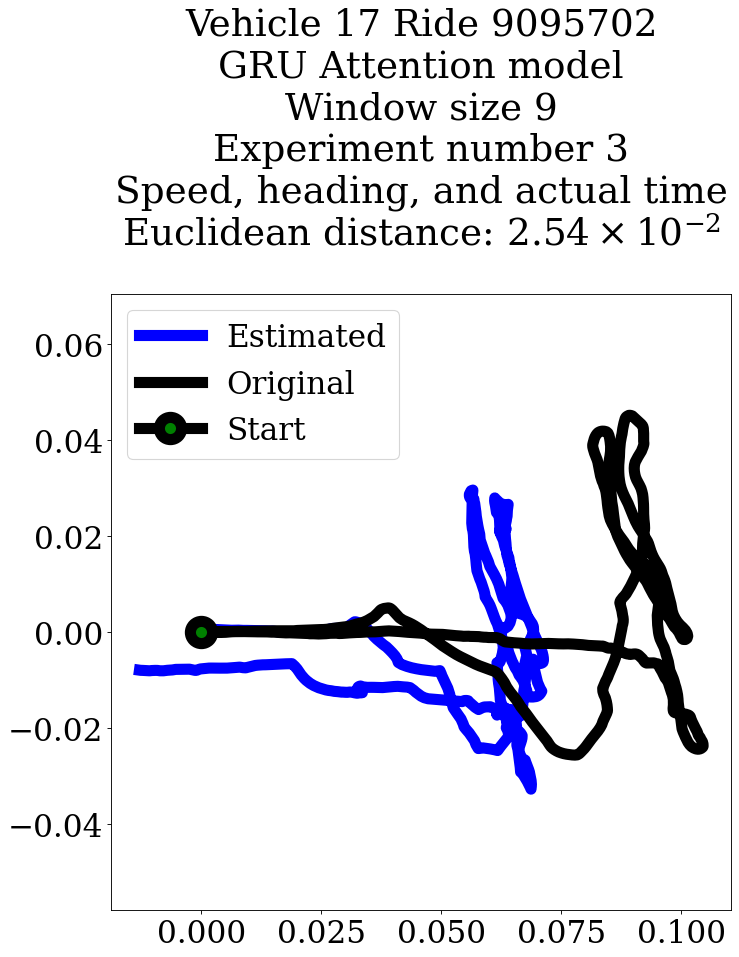 Vehicle 17 Ride 9095702
GRU Attention model
Window size 9
Experiment number 3
Speed, heading, and actual time
Euclidean distance: 2.54 × 10⁻²
Estimated
Original
Start
0.06
0.04
0.02
0.00
−0.02
−0.04
0.000 0.025 0.050 0.075 0.100